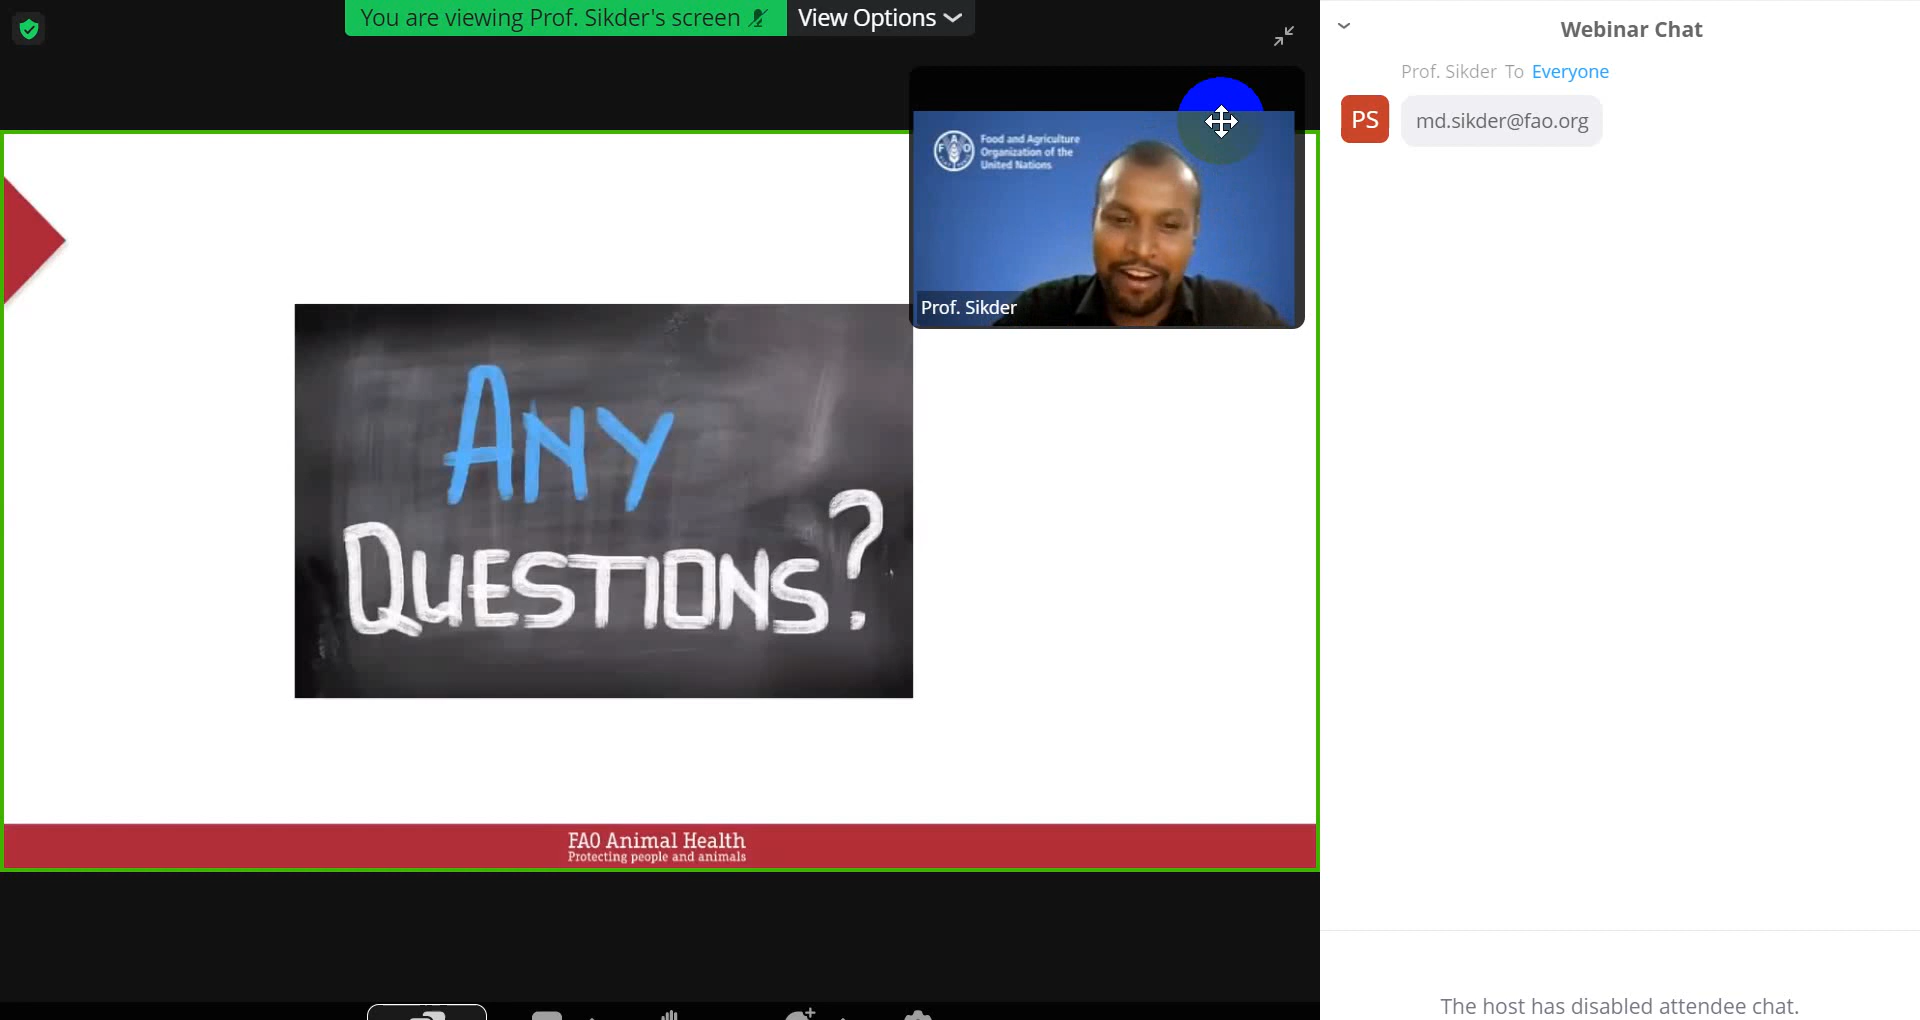 You are viewing Prof. Sikder's screen
View Options
Webinar Chat
Prof. Sikder To Everyone
PS
md.sikder@fao.org
FAO
Food and Agriculture
Organization of the
United Nations
Prof. Sikder
ANY
QUESTIONS?
FAO Animal Health
Protecting people and animals
The host has disabled attendee chat.